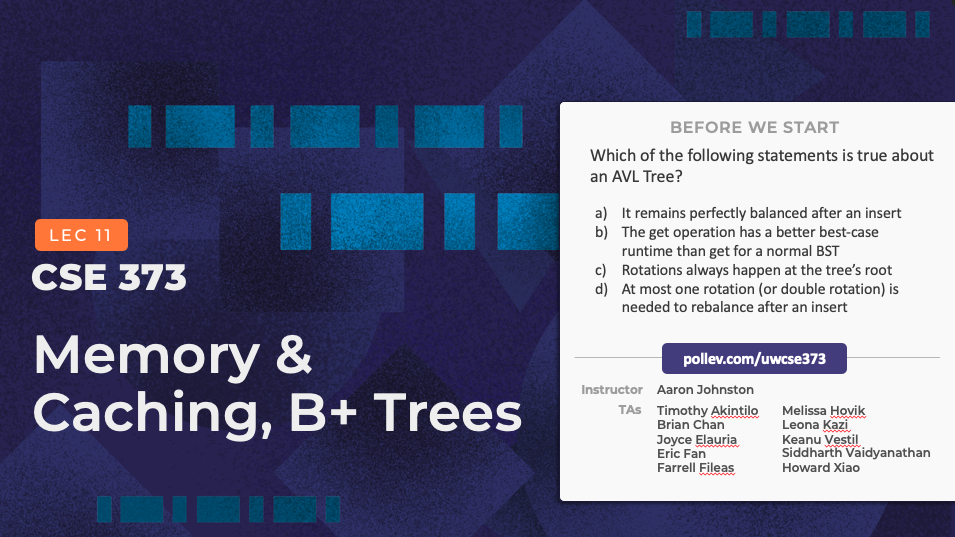 LEC 11
CSE 373
Memory &
Caching, B+ Trees
BEFORE WE START
Which of the following statements is true about
an AVL Tree?
a) It remains perfectly balanced after an insert
b) The get operation has a better best-case
runtime than get for a normal BST
c) Rotations always happen at the tree's root
d) At most one rotation (or double rotation) is
needed to rebalance after an insert
pollev.com/uwcse373
Instructor Aaron Johnston
TAs Timothy Akintilo Melissa Hovik
Brian Chan Leona Kazi
Joyce Elauria Keanu Vestil
Eric Fan Siddharth Vaidyanathan
Farrell Fileas Howard Xiao